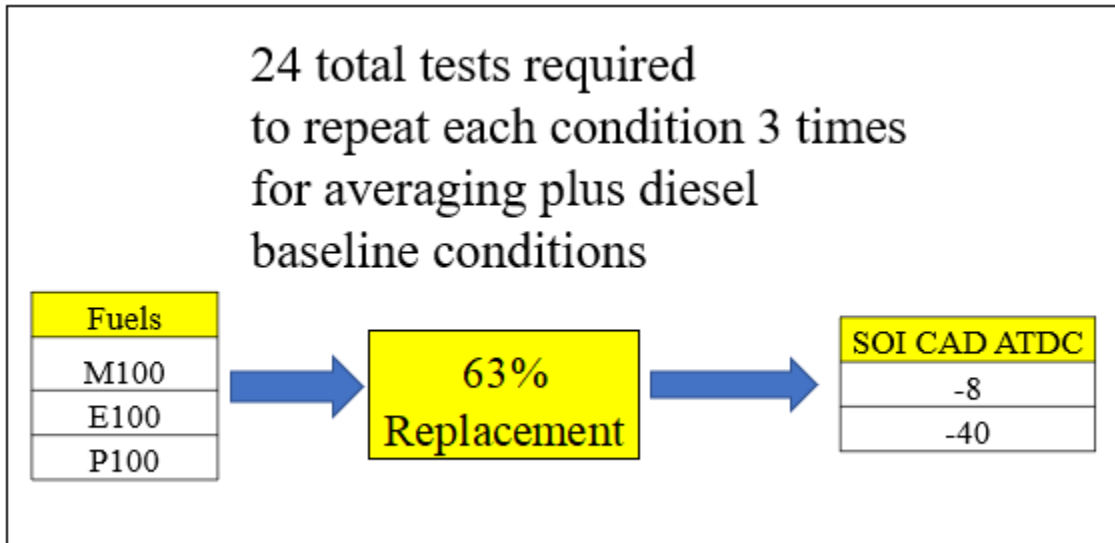 24 total tests required
to repeat each condition 3 times
for averaging plus diesel
baseline conditions
Fuels
M100
E100
P100
63%
Replacement
SOI CAD ATDC
-8
-40